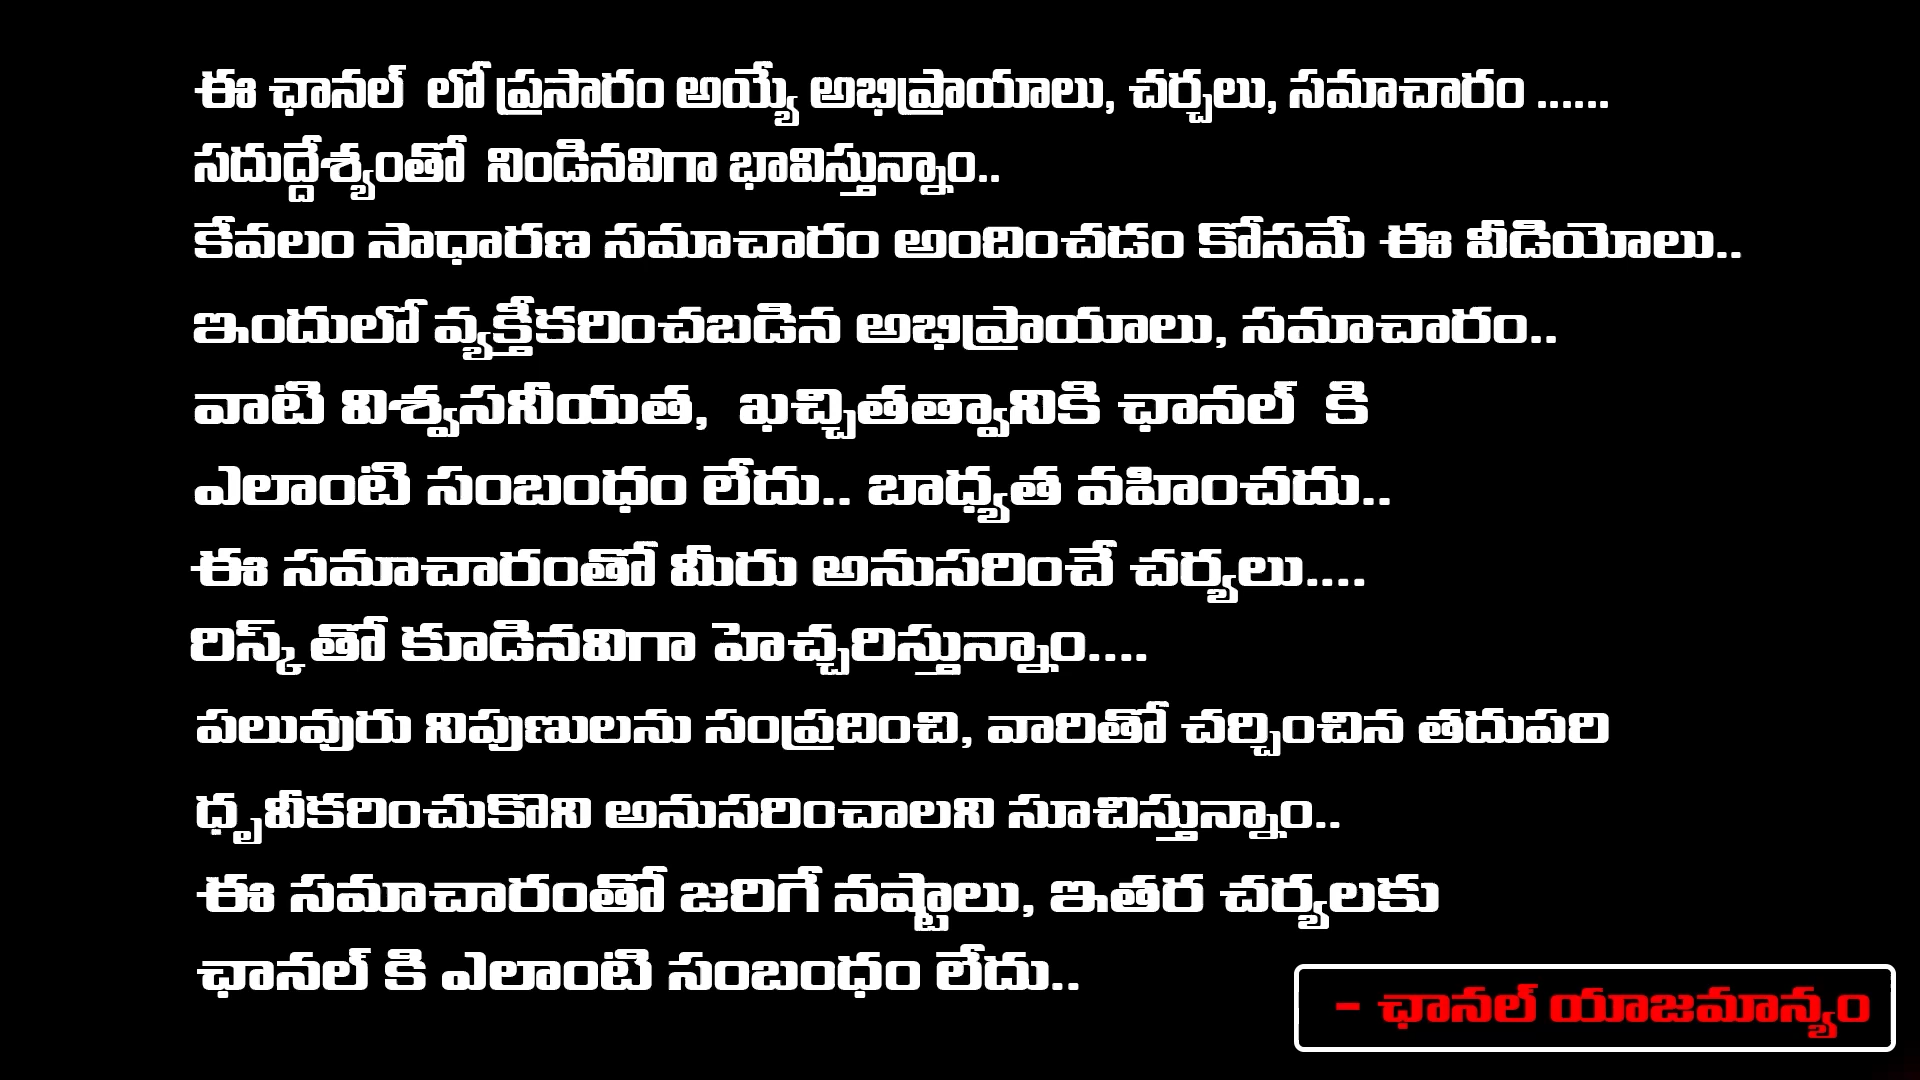 ఈ ఛానల్ లో ప్రసారం అయ్యే అభిప్రాయాలు, చర్చలు, సమాచారం ......
సదుద్దేశ్యంతో నిండినవిగా భావిస్తున్నాం..
కేవలం సాధారణ సమాచారం అందించడం కోసమే ఈ వీడియోలు..
ఇందులో వ్యక్తీకరించబడిన అభిప్రాయాలు, సమాచారం..
వాటి విశ్వసనీయత, ఖచ్చితత్వానికి ఛానల్ కి
ఎలాంటి సంబంధం లేదు.. బాధ్యత వహించదు..
ఈ సమాచారంతో మీరు అనుసరించే చర్యలు....
రిస్క్ తో కూడినవిగా హెచ్చరిస్తున్నాం....
పలువురు నిపుణులను సంప్రదించి, వారితో చర్చించిన తదుపరి
ధృవీకరించుకొని అనుసరించాలని సూచిస్తున్నాం..
ఈ సమాచారంతో జరిగే నష్టాలు, ఇతర చర్యలకు
ఛానల్ కి ఎలాంటి సంబంధం లేదు..
- ఛానల్ యాజమాన్యం